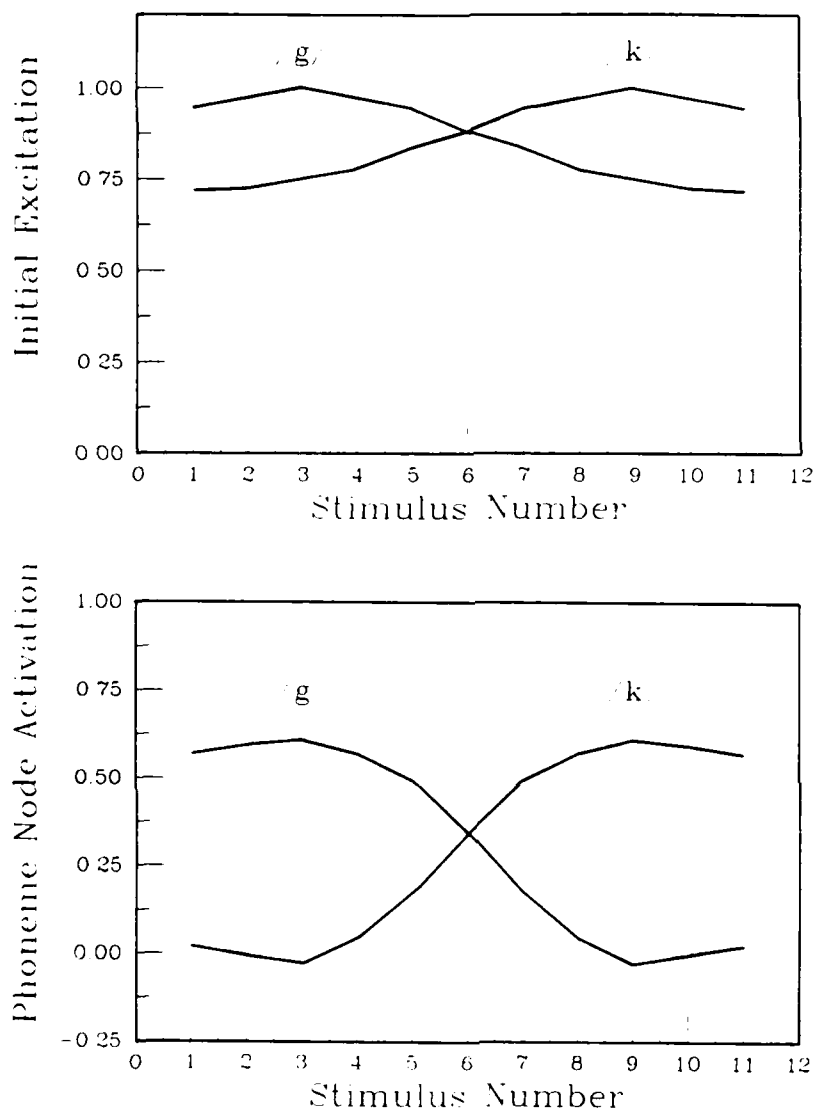 Initial Excitation
/g/
k
1.00
0.75
0.50
0.25
0.00
0 1 2 3 4 5 6 7 8 9 10 11 12
Stimulus Number
Phoneme Node Activation
g
/k
1.00
0.75
0.50
0.25
0.00
-0.25
0 1 2 3 4 5 6 7 8 9 10 11 12
Stimulus Number